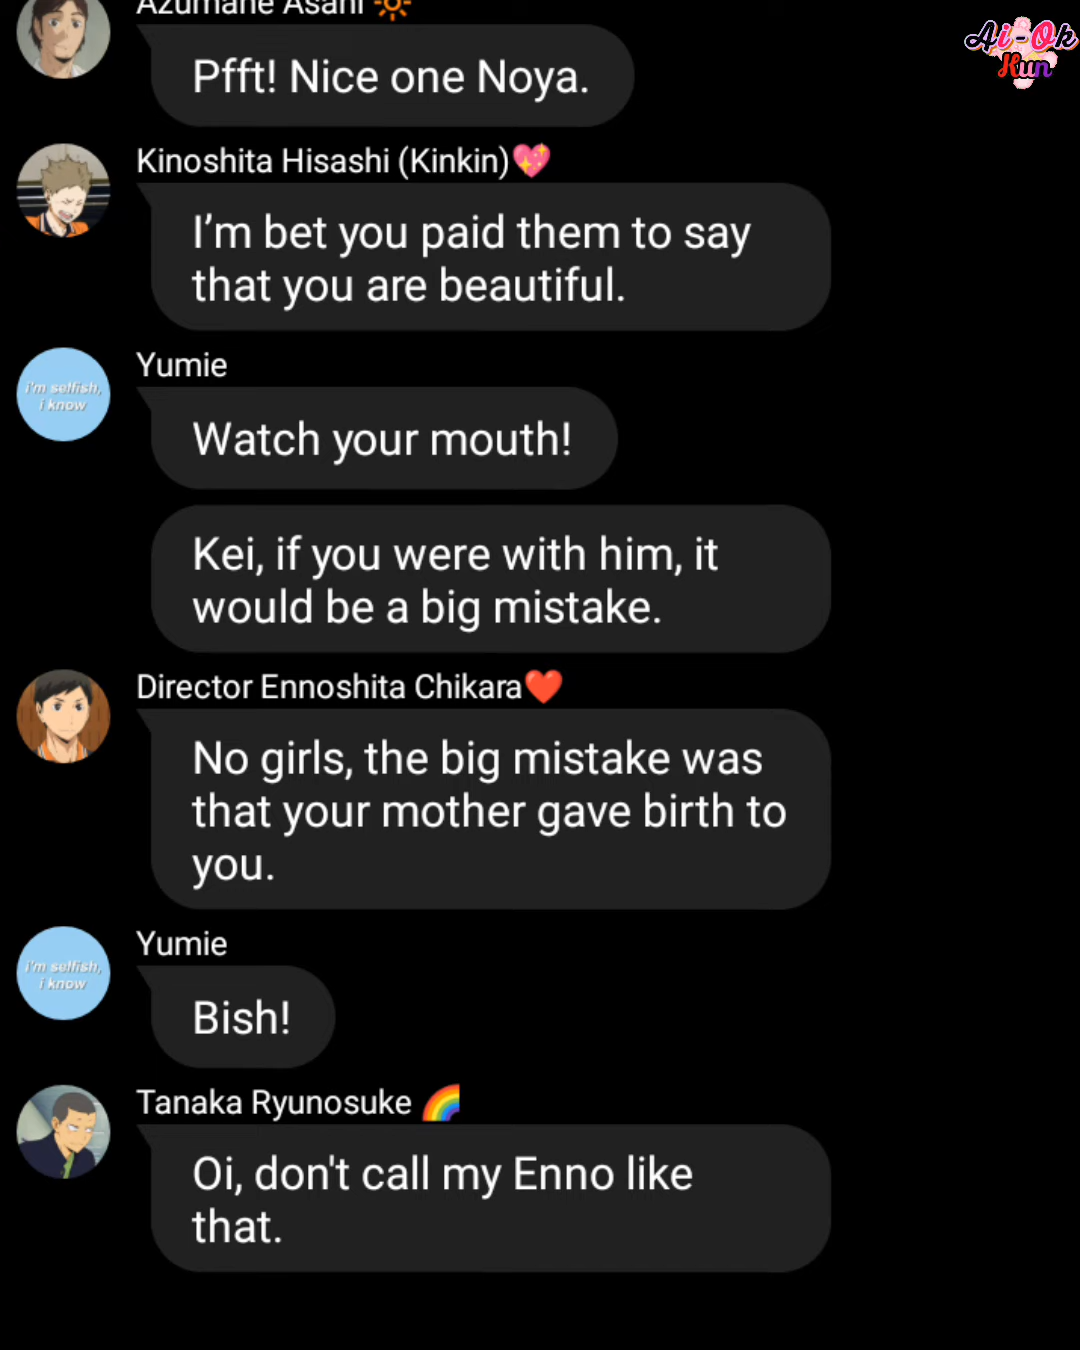 Azumane Asahi 🔆
Pfft! Nice one Noya.
Kinoshita Hisashi (Kinkin)💖
I’m bet you paid them to say
that you are beautiful.
i'm selfish,
i know
Yumie
Watch your mouth!
Kei, if you were with him, it
would be a big mistake.
Director Ennoshita Chikara❤️
No girls, the big mistake was
that your mother gave birth to
you.
i'm selfish,
i know
Yumie
Bish!
Tanaka Ryunosuke 🌈
Oi, don't call my Enno like
that.
Ai-Ok
Kun